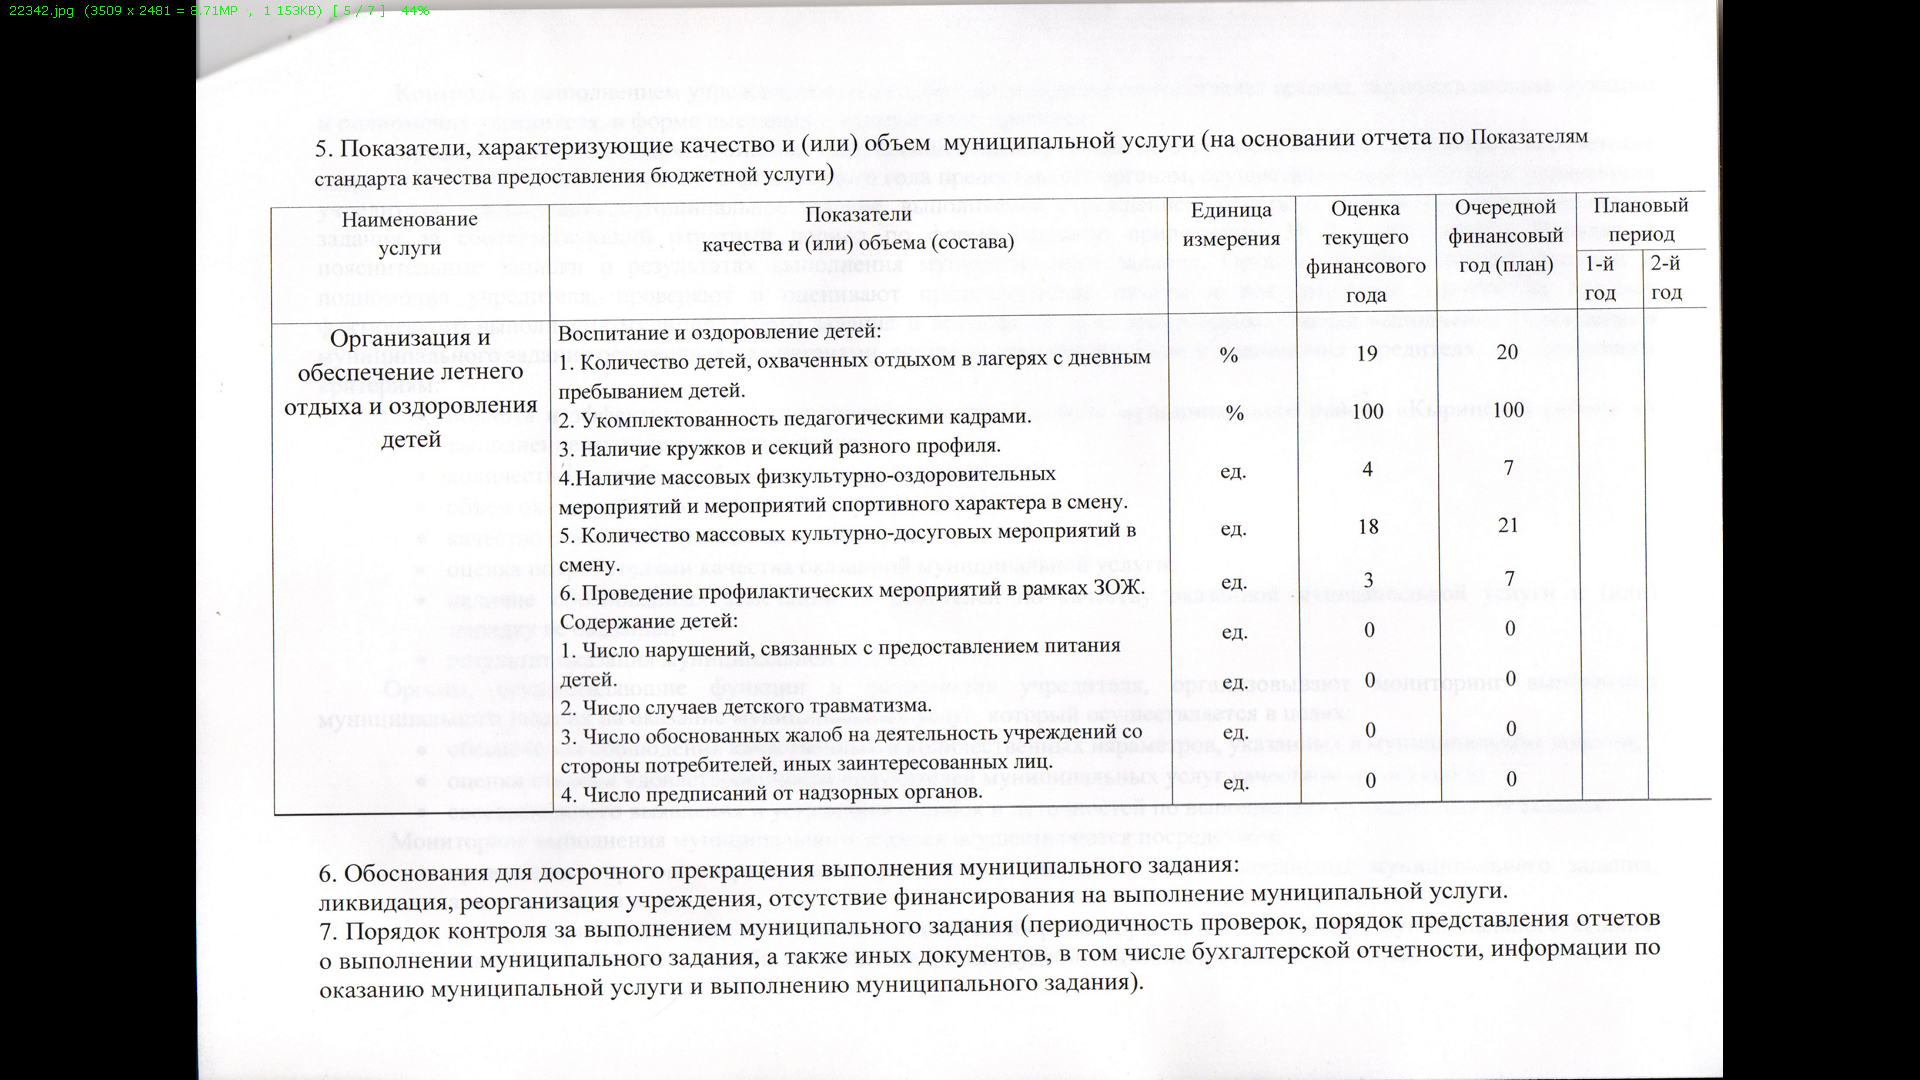 22342.jpg (3509 x 2481 = 8.71MP , 1 153KB) [ 5 / 7 ] 44%
5. Показатели, характеризующие качество и (или) объем муниципальной услуги (на основании отчета по Показателям
стандарта качества предоставления бюджетной услуги)
Наименование
услуги
Показатели
качества и (или) объема (состава)
Единица
измерения
Оценка
текущего
финансового
года
Очередной
финансовый
год (план)
Плановый
период
1-й
год
2-й
год
Организация и
обеспечение летнего
отдыха и оздоровления
детей
Воспитание и оздоровление детей:
1. Количество детей, охваченных отдыхом в лагерях с дневным % 19 20
пребыванием детей.
2. Укомплектованность педагогическими кадрами. % 100 100
3. Наличие кружков и секций разного профиля.
4.Наличие массовых физкультурно-оздоровительных ед. 4 7
мероприятий и мероприятий спортивного характера в смену.
5. Количество массовых культурно-досуговых мероприятий в ед. 18 21
смену.
6. Проведение профилактических мероприятий в рамках ЗОЖ. ед. 3 7
Содержание детей: ед. 0 0
1. Число нарушений, связанных с предоставлением питания
детей. ед. 0 0
2. Число случаев детского травматизма.
3. Число обоснованных жалоб на деятельность учреждений со ед. 0 0
стороны потребителей, иных заинтересованных лиц.
4. Число предписаний от надзорных органов. ед. 0 0
6. Обоснования для досрочного прекращения выполнения муниципального задания:
ликвидация, реорганизация учреждения, отсутствие финансирования на выполнение муниципальной услуги.
7. Порядок контроля за выполнением муниципального задания (периодичность проверок, порядок представления отчетов
о выполнении муниципального задания, а также иных документов, в том числе бухгалтерской отчетности, информации по
оказанию муниципальной услуги и выполнению муниципального задания).